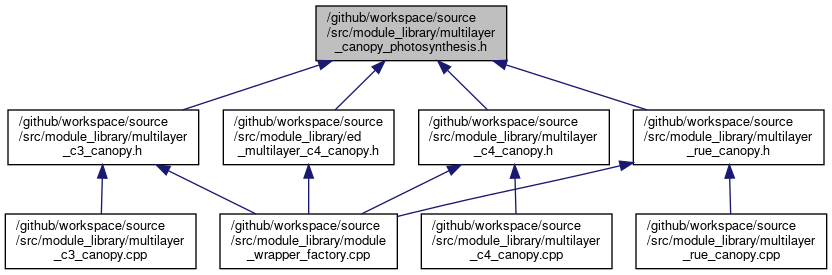 /github/workspace/source
/src/module_library/multilayer
_canopy_photosynthesis.h
/github/workspace/source
/src/module_library/multilayer
_c3_canopy.h
/github/workspace/source
/src/module_library/ed
_multilayer_c4_canopy.h
/github/workspace/source
/src/module_library/multilayer
_c4_canopy.h
/github/workspace/source
/src/module_library/multilayer
_rue_canopy.h
/github/workspace/source
/src/module_library/multilayer
_c3_canopy.cpp
/github/workspace/source
/src/module_library/module
_wrapper_factory.cpp
/github/workspace/source
/src/module_library/multilayer
_c4_canopy.cpp
/github/workspace/source
/src/module_library/multilayer
_rue_canopy.cpp